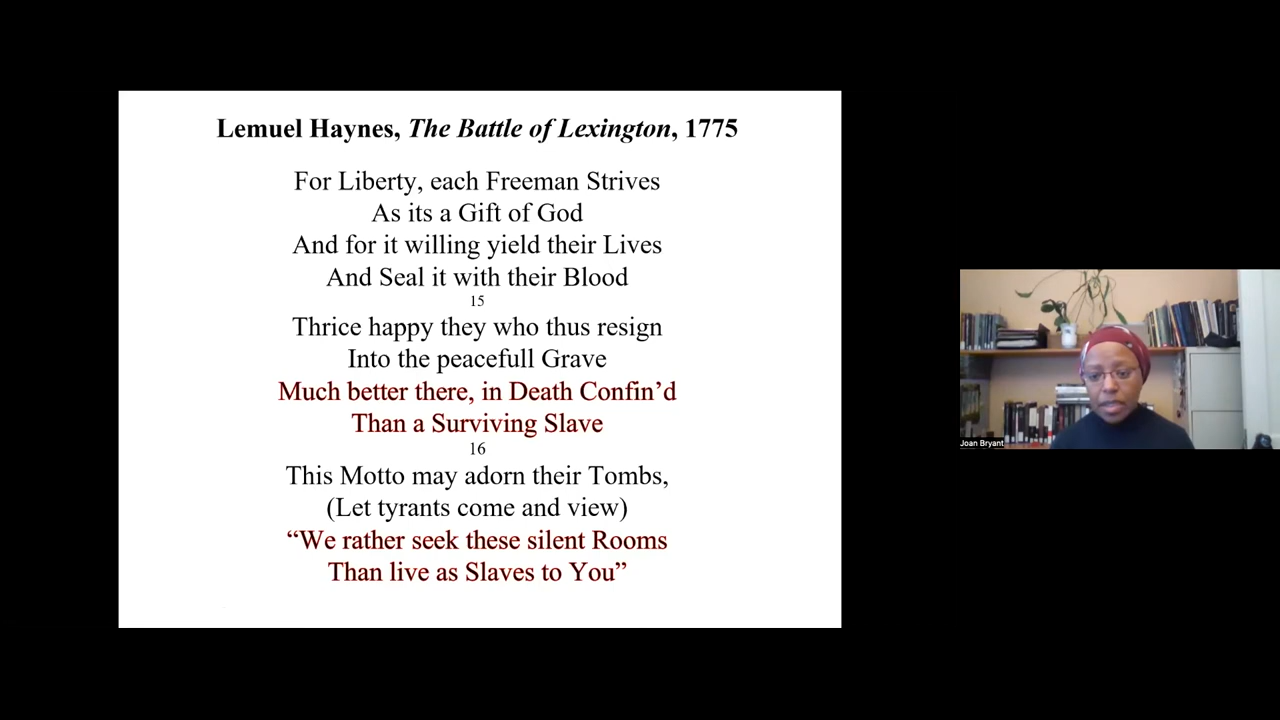 Lemuel Haynes, The Battle of Lexington, 1775
For Liberty, each Freeman Strives
As its a Gift of God
And for it willing yield their Lives
And Seal it with their Blood
15
Thrice happy they who thus resign
Into the peacefull Grave
Much better there, in Death Confin’d
Than a Surviving Slave
16
This Motto may adorn their Tombs,
(Let tyrants come and view)
“We rather seek these silent Rooms
Than live as Slaves to You”
Joan Bryant